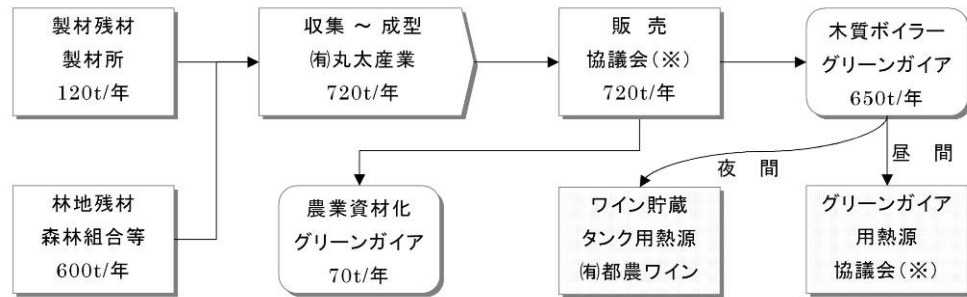 製材残材
製材所
120t/年
収集 ～ 成型
㈲丸太産業
720t/年
販 売
協議会(※)
720t/年
木質ボイラー
グリーンガイア
650t/年
夜 間
昼 間
林地残材
森林組合等
600t/年
農業資材化
グリーンガイア
70t/年
ワイン貯蔵
タンク用熱源
㈲都農ワイン
グリーンガイア
用熱源
協議会(※)